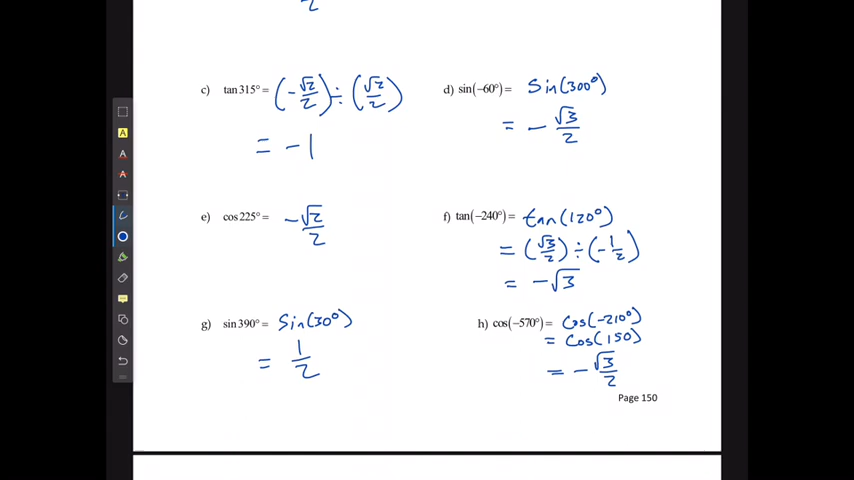 2
c) tan 315° = (-√2/2) ÷ (√2/2)
= -1
d) sin(-60°) = Sin(300°)
= -√3/2
e) cos 225° = -√2/2
f) tan(-240°) = tan(120°)
= (√3/2) ÷ (-1/2)
= -√3
g) sin 390° = Sin(30°)
= 1/2
h) cos(-570°) = Cos(-210°)
= Cos(150)
= -√3/2
Page 150